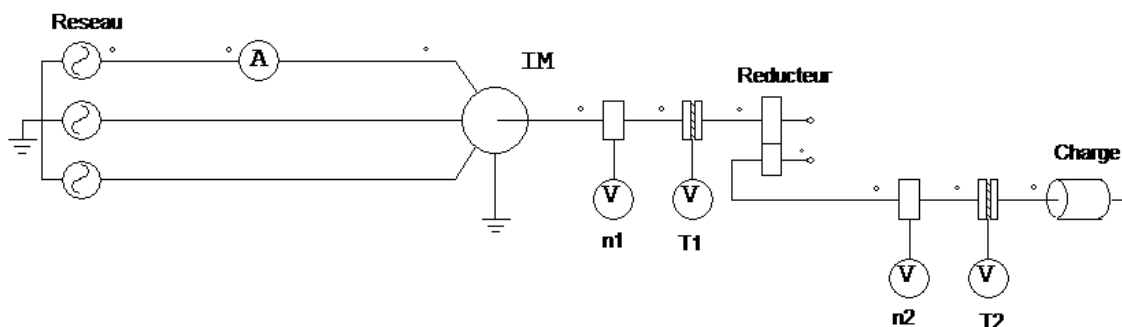 Reseau
A
IM
Reducteur
V
n1
V
T1
Charge
V
n2
V
T2